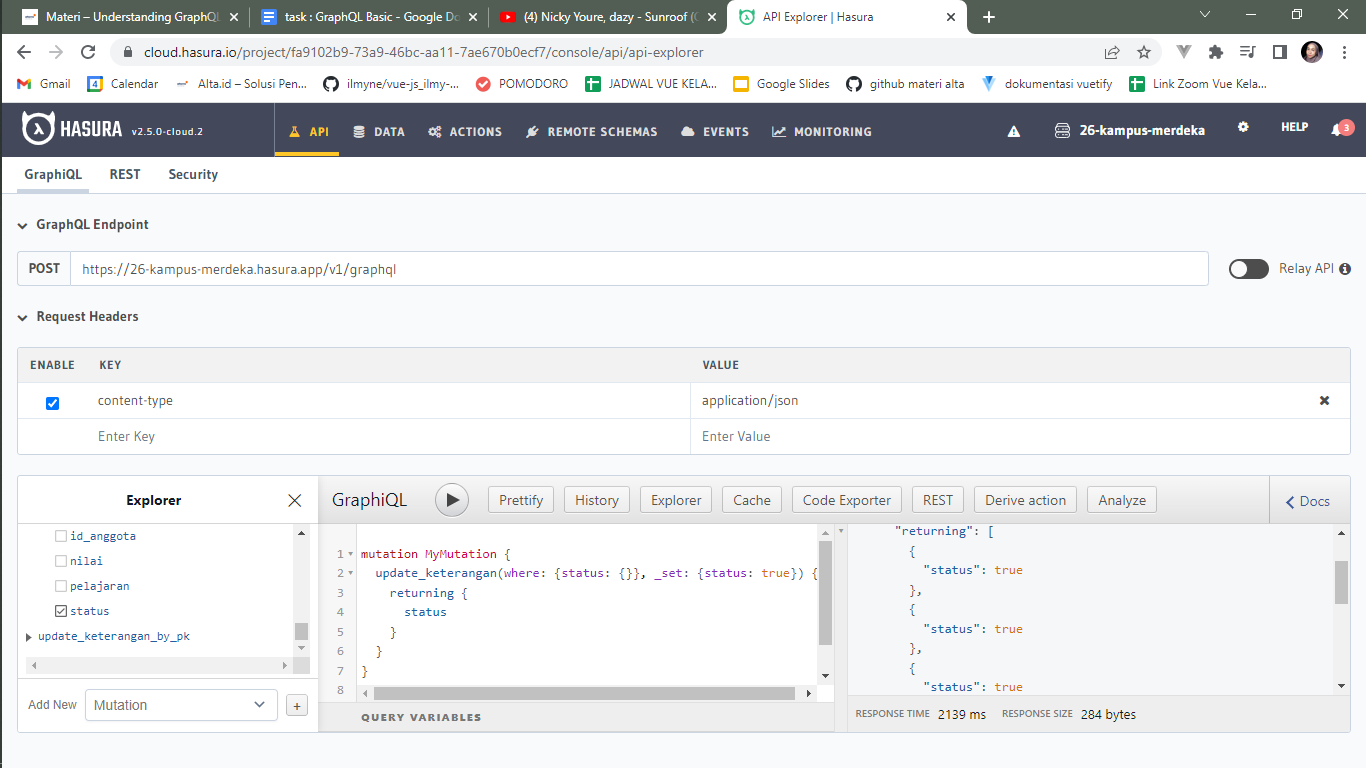 Materi – Understanding GraphQL
task : GraphQL Basic - Google Do
(4) Nicky Youre, dazy - Sunroof (O
API Explorer | Hasura
cloud.hasura.io/project/fa9102b9-73a9-46bc-aa11-7ae670b0ecf7/console/api/api-explorer
Gmail
Calendar
Alta.id – Solusi Pen...
ilmyne/vue-js_ilmy-...
POMODORO
JADWAL VUE KELA...
Google Slides
github materi alta
dokumentasi vuetify
Link Zoom Vue Kela...
HASURA v2.5.0-cloud.2
API
DATA
ACTIONS
REMOTE SCHEMAS
EVENTS
MONITORING
26-kampus-merdeka
HELP
3
GraphiQL
REST
Security
GraphQL Endpoint
POST
https://26-kampus-merdeka.hasura.app/v1/graphql
Relay API
Request Headers
ENABLE KEY VALUE
content-type application/json
Enter Key Enter Value
Explorer
id_anggota
nilai
pelajaran
status
update_keterangan_by_pk
Add New Mutation +
GraphiQL
Prettify
History
Explorer
Cache
Code Exporter
REST
Derive action
Analyze
Docs
1 mutation MyMutation {
2 update_keterangan(where: {status: {}}, _set: {status: true}) {
3 returning {
4 status
5 }
6 }
7 }
8
QUERY VARIABLES
"returning": [
{
"status": true
},
{
"status": true
},
{
"status": true
RESPONSE TIME 2139 ms RESPONSE SIZE 284 bytes